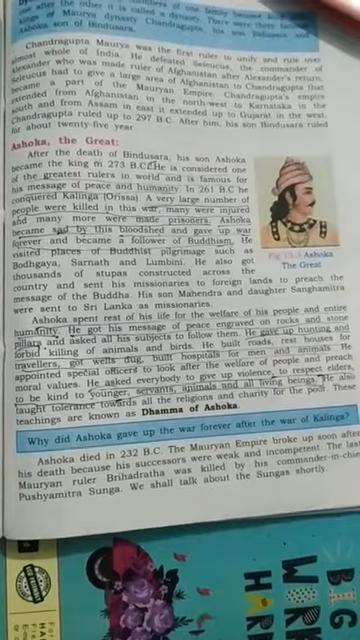 after the other it is called a dynasty. There were three famous
kings of Maurya dynasty Chandragupta, his son Bindusara and
Ashoka son of Bindusara.
Chandragupta Maurya was the first ruler to unify and rule over
almost whole of India. He defeated Seleucus, the commander of
Alexander who was made ruler of Afghanistan after Alexander's return.
Seleucus had to give a large area of Afghanistan to Chandragupta that
became a part of the Mauryan Empire. Chandragupta's empire
extended from Afghanistan in the north-west to Karnataka in the
south and from Assam in east it extended up to Gujarat in the west.
Chandragupta ruled up to 297 B.C. After him, his son Bindusara ruled
for about twenty-five year.
Ashoka, the Great:
After the death of Bindusara, his son Ashoka
became the king in 273 B.C. He is considered one
of the greatest rulers in world and is famous for
his message of peace and humanity. In 261 B.C he
conquered Kalinga (Orissa). A very large number of
people were killed in this war, many were injured
and many more were made prisoners. Ashoka
became sad by this bloodshed and gave up war
forever and became a follower of Buddhism. He
visited places of Buddhist pilgrimage such as
Bodhgaya, Sarnath and Lumbini. He also got
thousands of stupas constructed across the
country and sent his missionaries to foreign lands to preach the
message of the Buddha. His son Mahendra and daughter Sanghamitra
were sent to Sri Lanka as missionaries.
Fig 13.3 Ashoka
The Great
Ashoka spent rest of his life for the welfare of his people and entire
humanity. He got his message of peace engraved on rocks and stone
pillars and asked all his subjects to follow them. He gave up hunting and
forbid killing of animals and birds. He built roads, rest houses for
travellers, got wells dug, built hospitals for men and animals. He
appointed special officers to look after the welfare of people and preach
moral values. He asked everybody to give up violence, to respect elders,
to be kind to younger, servants, animals and all living beings. He also
taught tolerance towards all the religions and charity for the poor. These
teachings are known as Dhamma of Ashoka.
Why did Ashoka gave up the war forever after the war of Kalinga?
Ashoka died in 232 B.C. The Mauryan Empire broke up soon after
his death because his successors were weak and incompetent. The last
Mauryan ruler Brihadratha was killed by his commander-in-chie
Pushyamitra Sunga. We shall talk about the Sungas shortly.
BIG
HARD